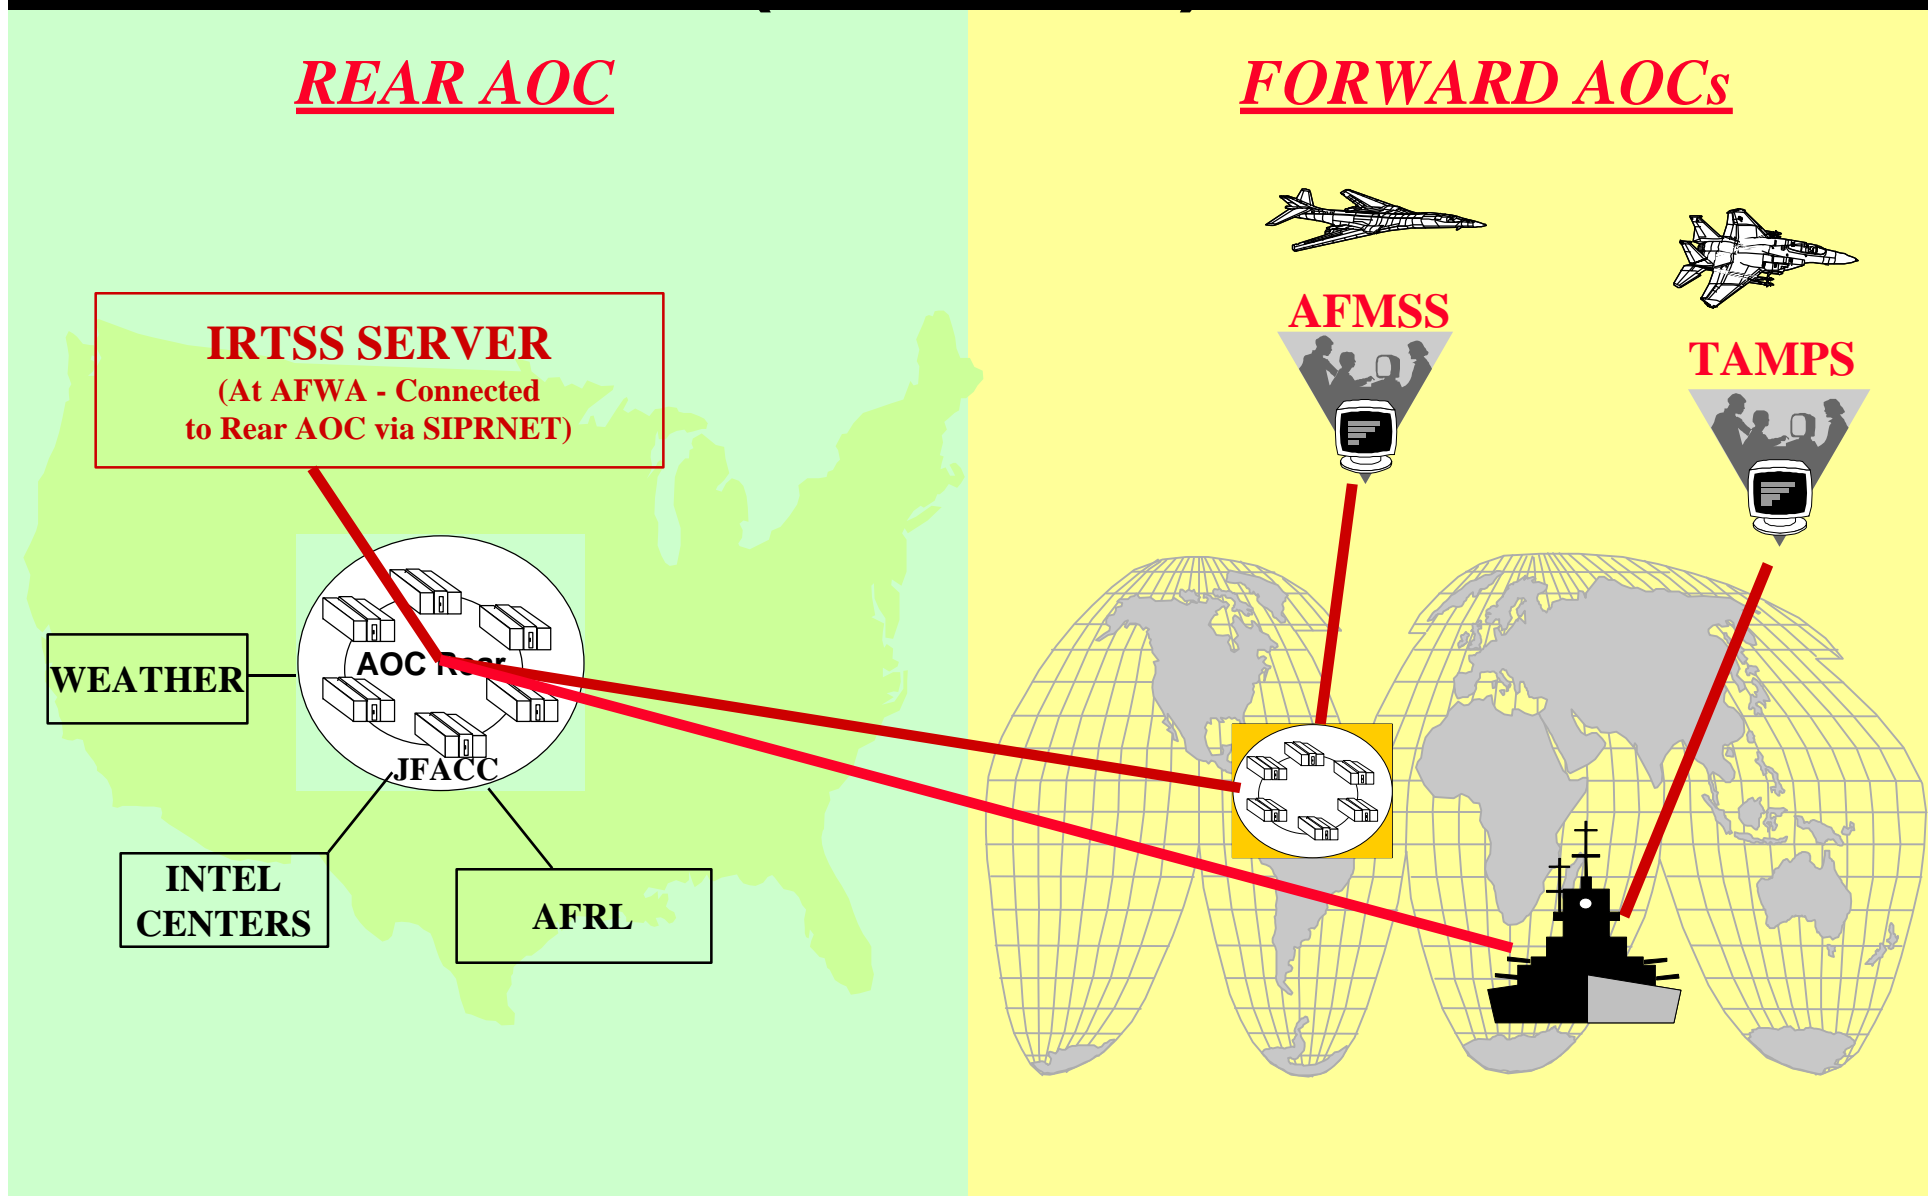 REAR AOC
FORWARD AOCs
AFMSS
TAMPS
IRTSS SERVER
(At AFWA - Connected
to Rear AOC via SIPRNET)
AOC Rear
WEATHER
JFACC
INTEL
CENTERS
AFRL